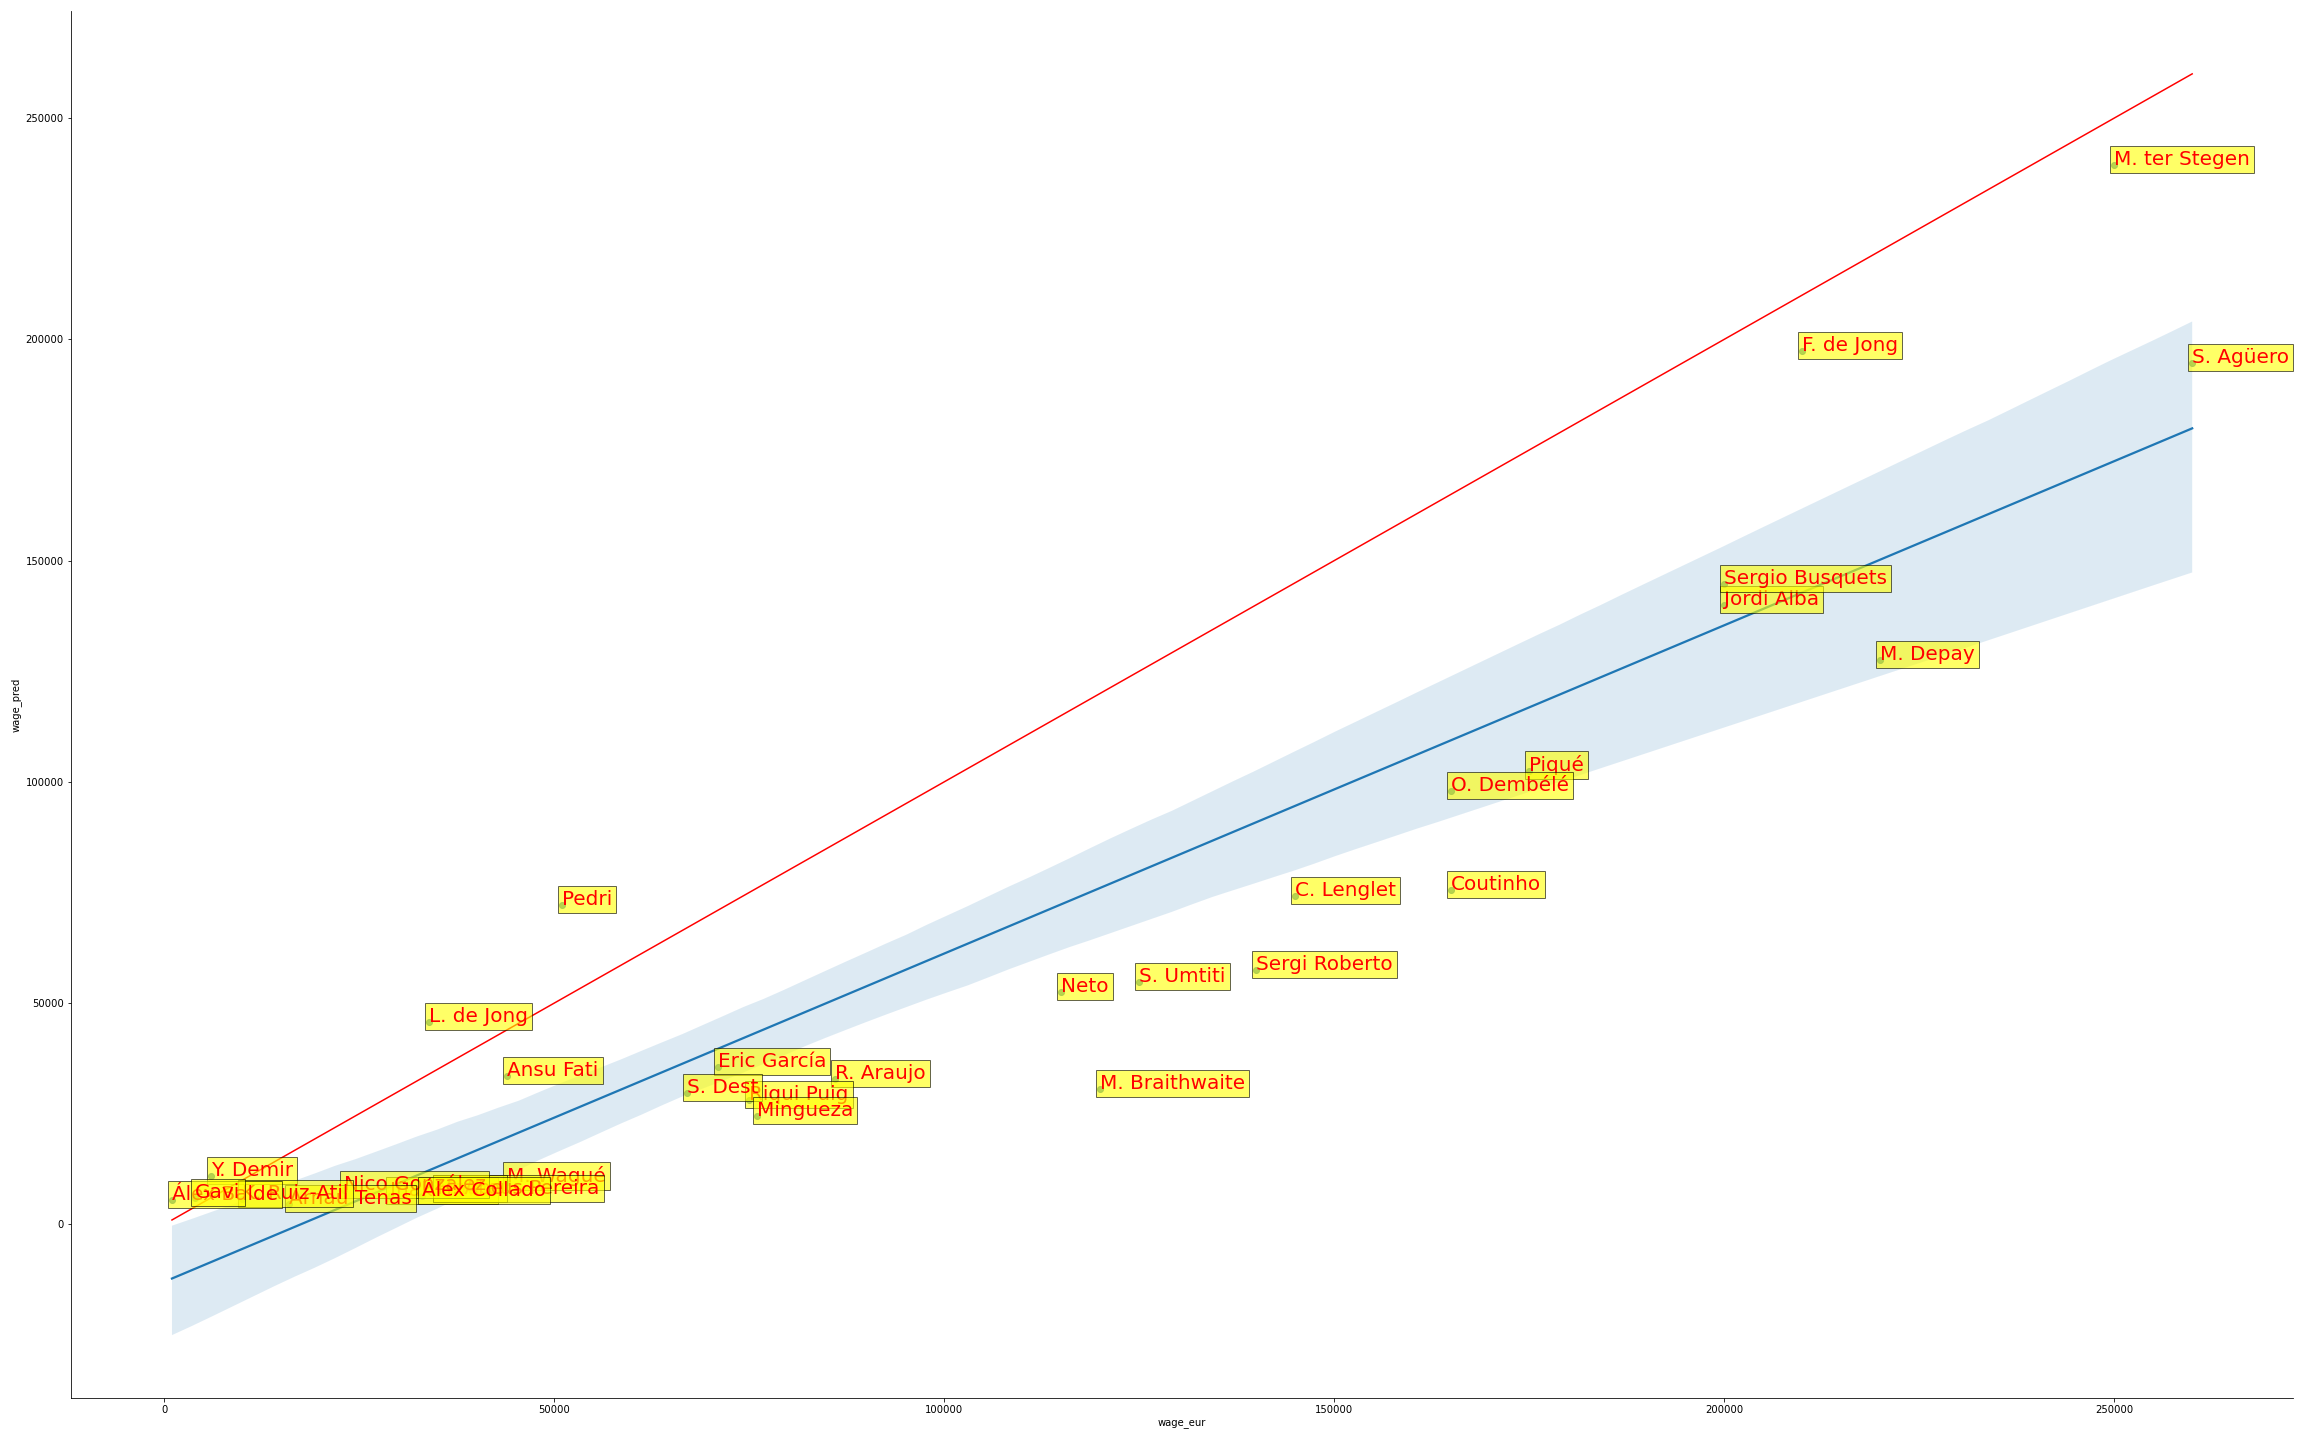 250000
M. ter Stegen
200000
F. de Jong
S. Agüero
150000
Sergio Busquets
Jordi Alba
M. Depay
wage_pred
100000
Piqué
O. Dembélé
Pedri
C. Lenglet
Coutinho
Sergi Roberto
S. Umtiti
Neto
50000
L. de Jong
Ansu Fati
Eric García
R. Araujo
S. Dest
Riqui Puig
Mingueza
M. Braithwaite
Y. Demir
M. Wagué
Nico González
Gavi
Ruiz-Atil
Tenas
Álex Collado
Pereira
0
0
50000
100000
150000
200000
250000
wage_eur